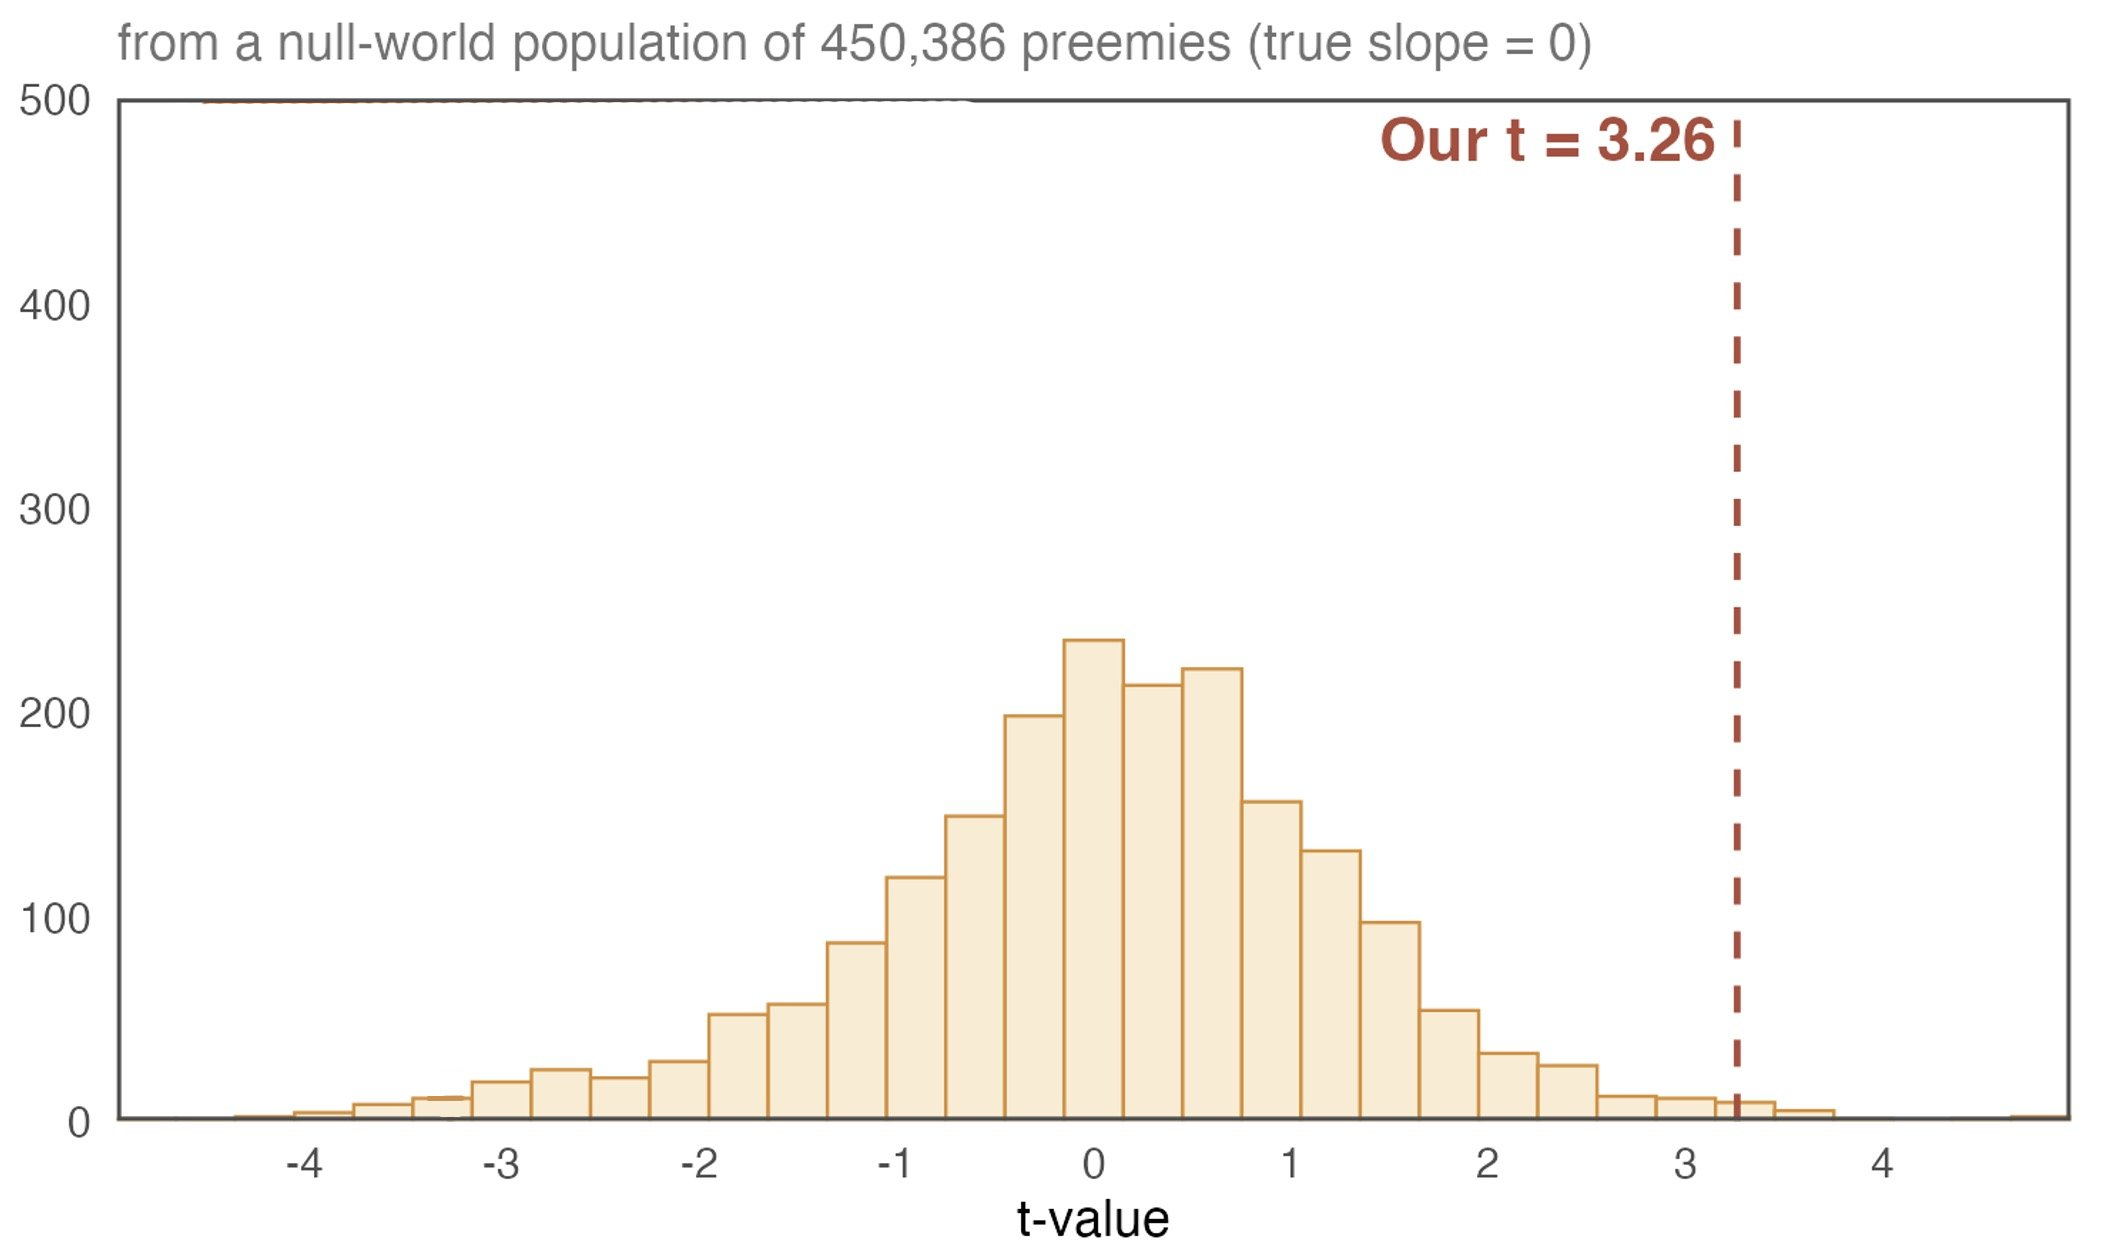 from a null-world population of 450,386 preemies (true slope = 0)
500
Our t = 3.26
400
300
200
100
0
-4 -3 -2 -1 0 1 2 3 4
t-value